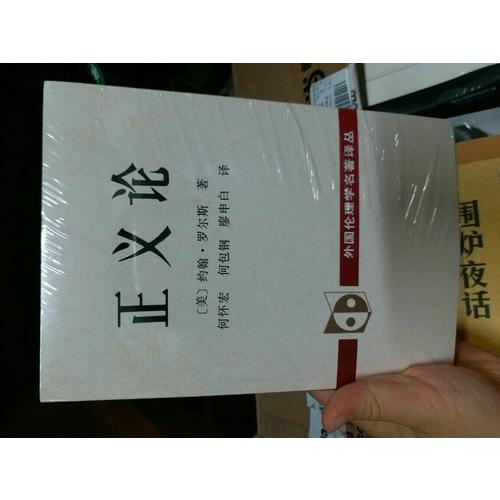 正义论
〔美〕约翰·罗尔斯 著
何怀宏 何包钢 廖申白 译
外国伦理学名著译丛
围炉夜话